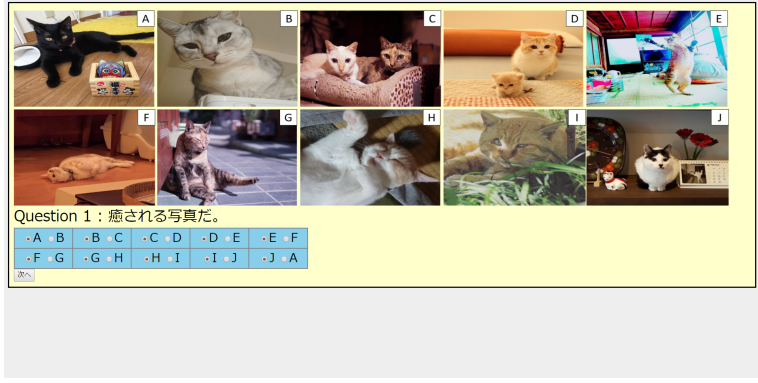 A B C D E
F G H I J
Question 1：癒される写真だ。
A B B C C D D E E F
F G G H H I I J J A
次へ